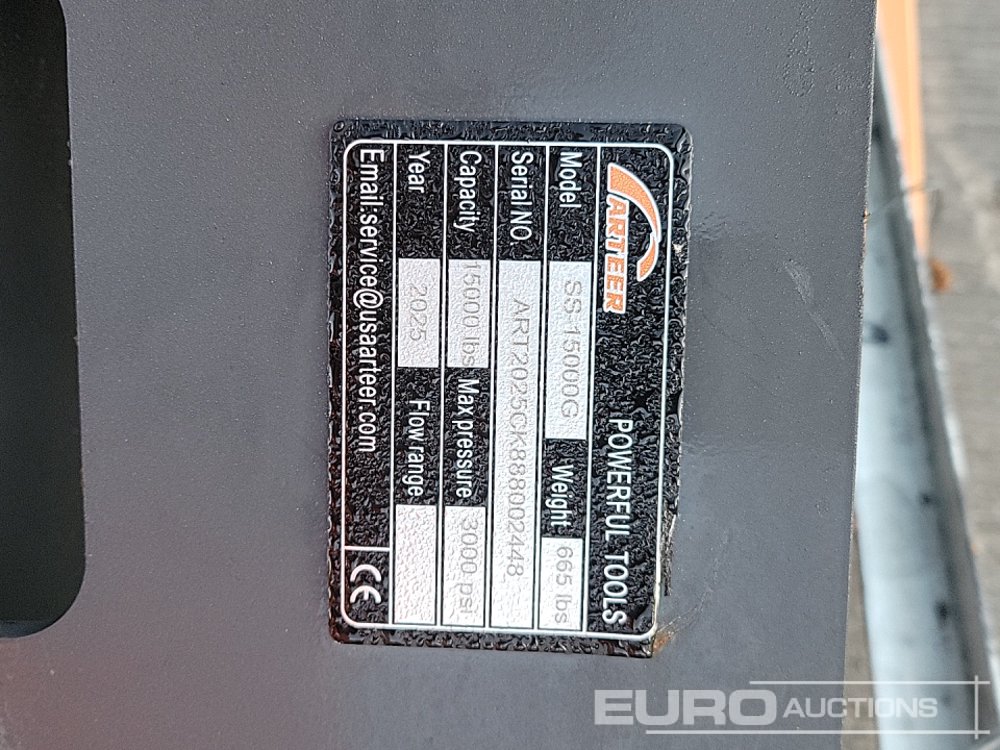 ARTEER POWERFUL TOOLS
Model SS-15000G Weight 665 lbs
Serial NO. ART2025CK888002448
Capacity 15000 lbs Max pressure 3000 psi
Year 2025 Flow range
Email:service@usaarteer.com CE
EURO AUCTIONS